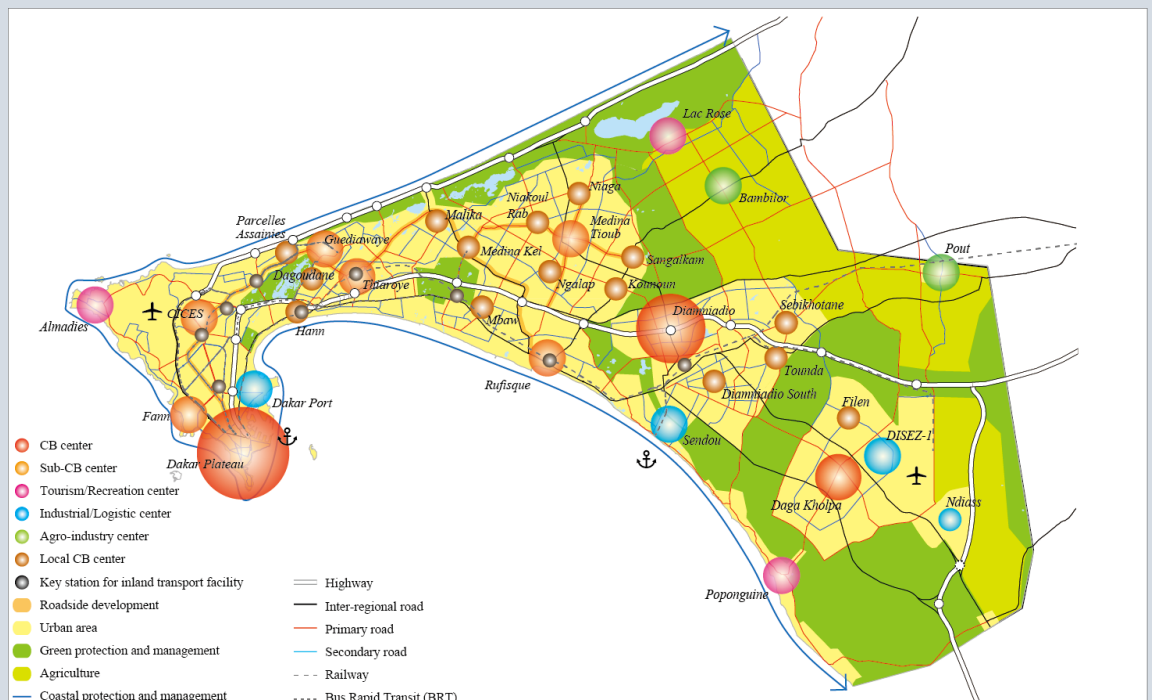 Lac Rose
Bambilor
Niaga
Niakoul
Rab
Malika
Medina
Tioub
Parcelles
Assainies
Guediawaye
Medina Kel
Sangalkam
Pout
Dagoudane
Thiaroye
Ngalap
Kounoun
Almadies
CICES
Hann
Mbaw
Diamniadio
Sebikhotane
Rufisque
Tounda
Diamniadio South
Fann
Dakar Port
Filen
Sendou
DISEZ-1
Dakar Plateau
Daga Kholpa
Ndiass
Poponguine
CB center
Sub-CB center
Tourism/Recreation center
Industrial/Logistic center
Agro-industry center
Local CB center
Key station for inland transport facility
Roadside development
Urban area
Green protection and management
Agriculture
Coastal protection and management
Highway
Inter-regional road
Primary road
Secondary road
Railway
Bus Rapid Transit (BRT)